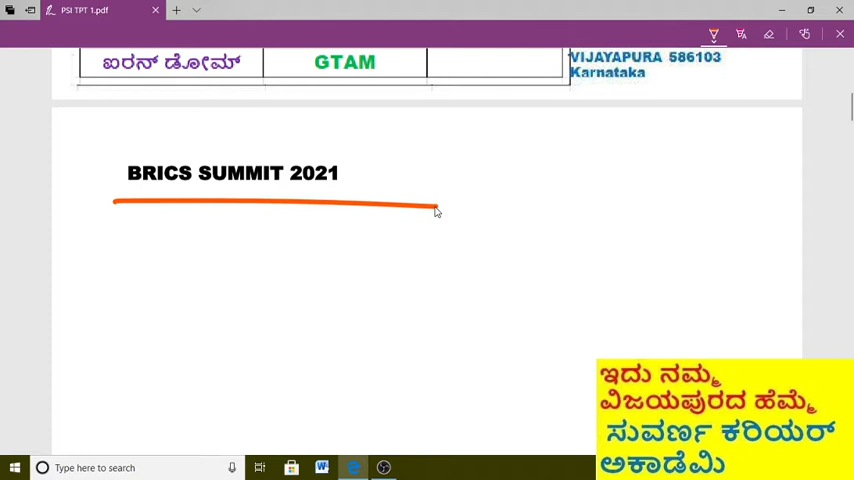 PSI TPT 1.pdf
ಐರನ್ ಡೋಮ್
GTAM
VIJAYAPURA 586103
Karnataka
BRICS SUMMIT 2021
ಇದು ನಮ್ಮ
ವಿಜಯಪುರದ ಹೆಮ್ಮೆ
ಸುವರ್ಣ ಕರಿಯರ್
ಅಕಾಡೆಮಿ
Type here to search